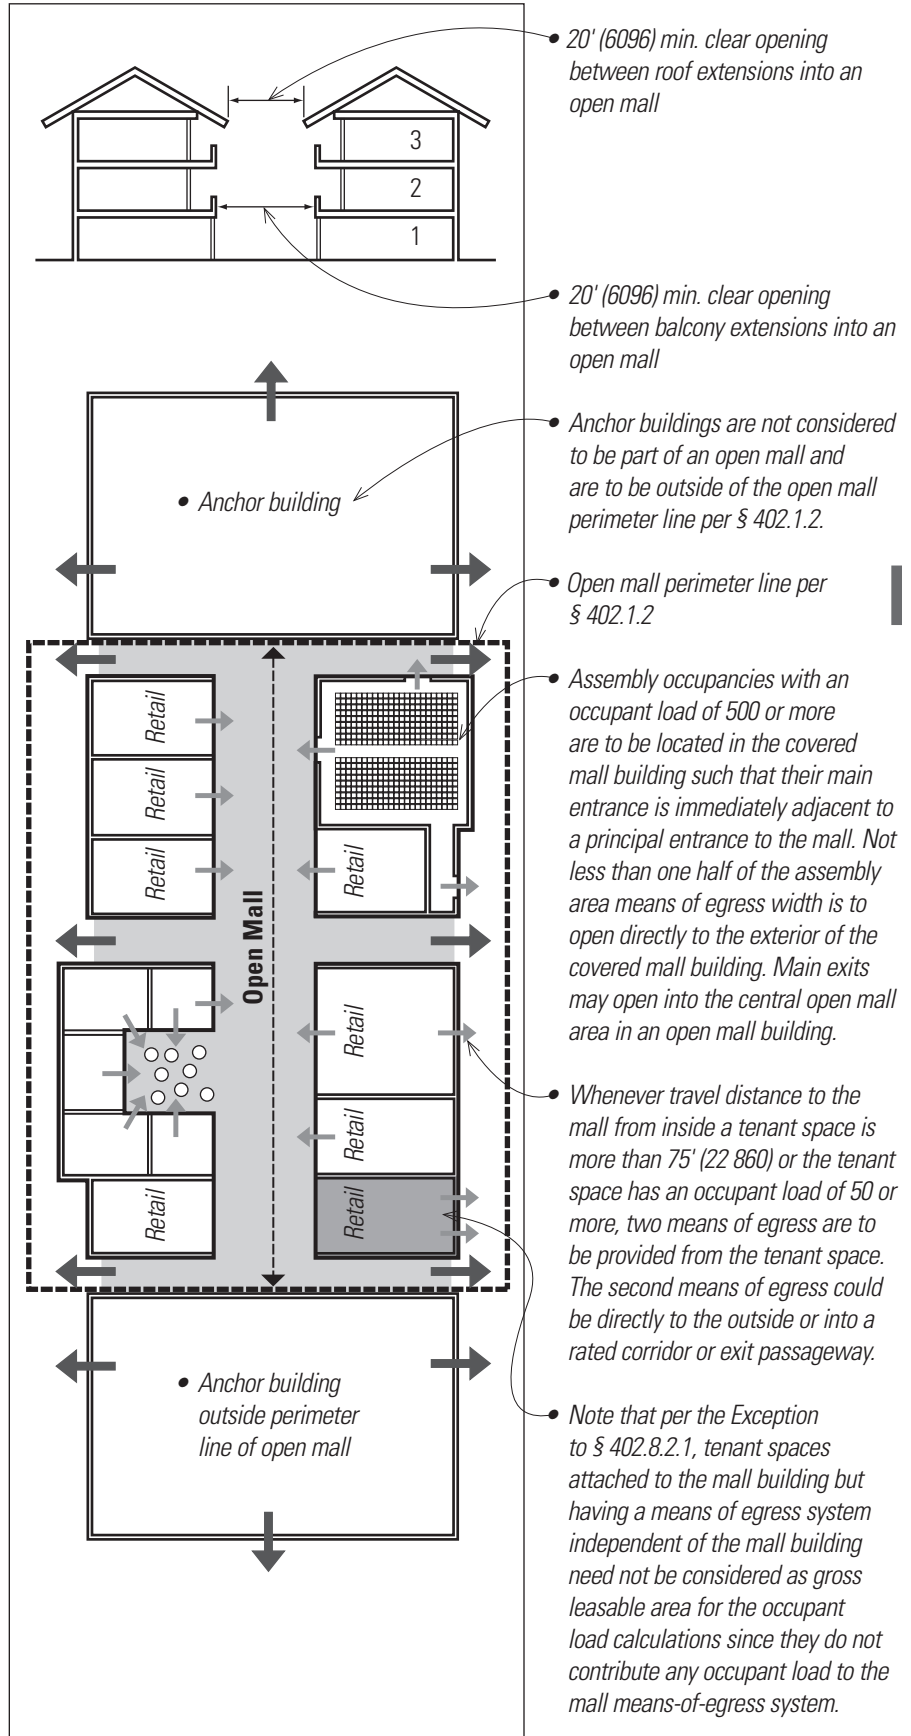 • 20' (6096) min. clear opening
between roof extensions into an
open mall
3
2
1
• 20' (6096) min. clear opening
between balcony extensions into an
open mall
• Anchor buildings are not considered
to be part of an open mall and
are to be outside of the open mall
perimeter line per § 402.1.2.
• Anchor building
• Open mall perimeter line per
§ 402.1.2
• Assembly occupancies with an
occupant load of 500 or more
are to be located in the covered
mall building such that their main
entrance is immediately adjacent to
a principal entrance to the mall. Not
less than one half of the assembly
area means of egress width is to
open directly to the exterior of the
covered mall building. Main exits
may open into the central open mall
area in an open mall building.
Retail
Retail
Retail
Retail
Open Mall
Retail
Retail
Retail
Retail
• Whenever travel distance to the
mall from inside a tenant space is
more than 75' (22 860) or the tenant
space has an occupant load of 50 or
more, two means of egress are to
be provided from the tenant space.
The second means of egress could
be directly to the outside or into a
rated corridor or exit passageway.
• Anchor building
outside perimeter
line of open mall
• Note that per the Exception
to § 402.8.2.1, tenant spaces
attached to the mall building but
having a means of egress system
independent of the mall building
need not be considered as gross
leasable area for the occupant
load calculations since they do not
contribute any occupant load to the
mall means-of-egress system.